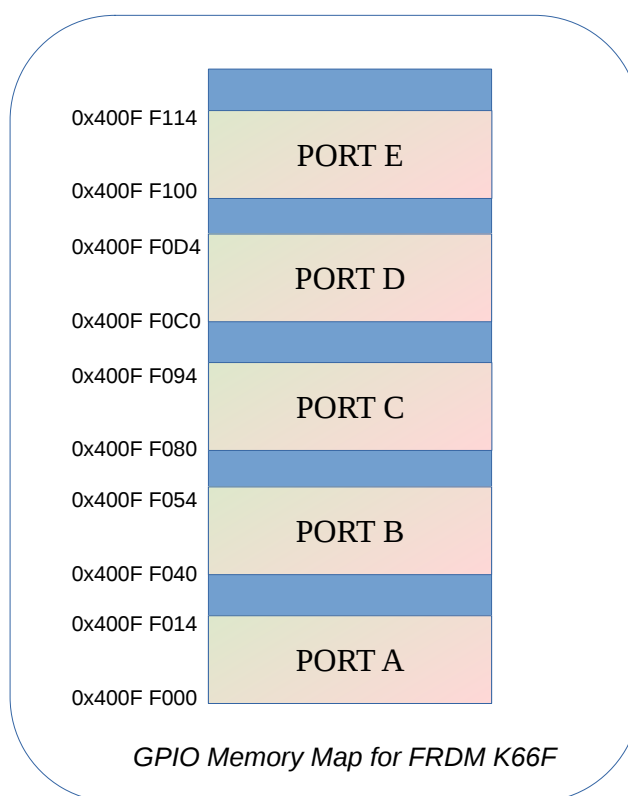 0x400F F114
PORT E
0x400F F100
0x400F F0D4
PORT D
0x400F F0C0
0x400F F094
PORT C
0x400F F080
0x400F F054
PORT B
0x400F F040
0x400F F014
PORT A
0x400F F000
GPIO Memory Map for FRDM K66F